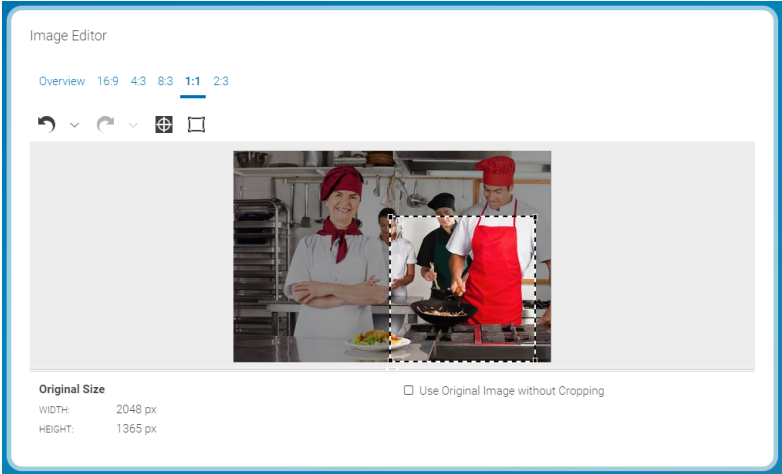 Image Editor
Overview 16:9 4:3 8:3 1:1 2:3
Original Size
Use Original Image without Cropping
WIDTH: 2048 px
HEIGHT: 1365 px